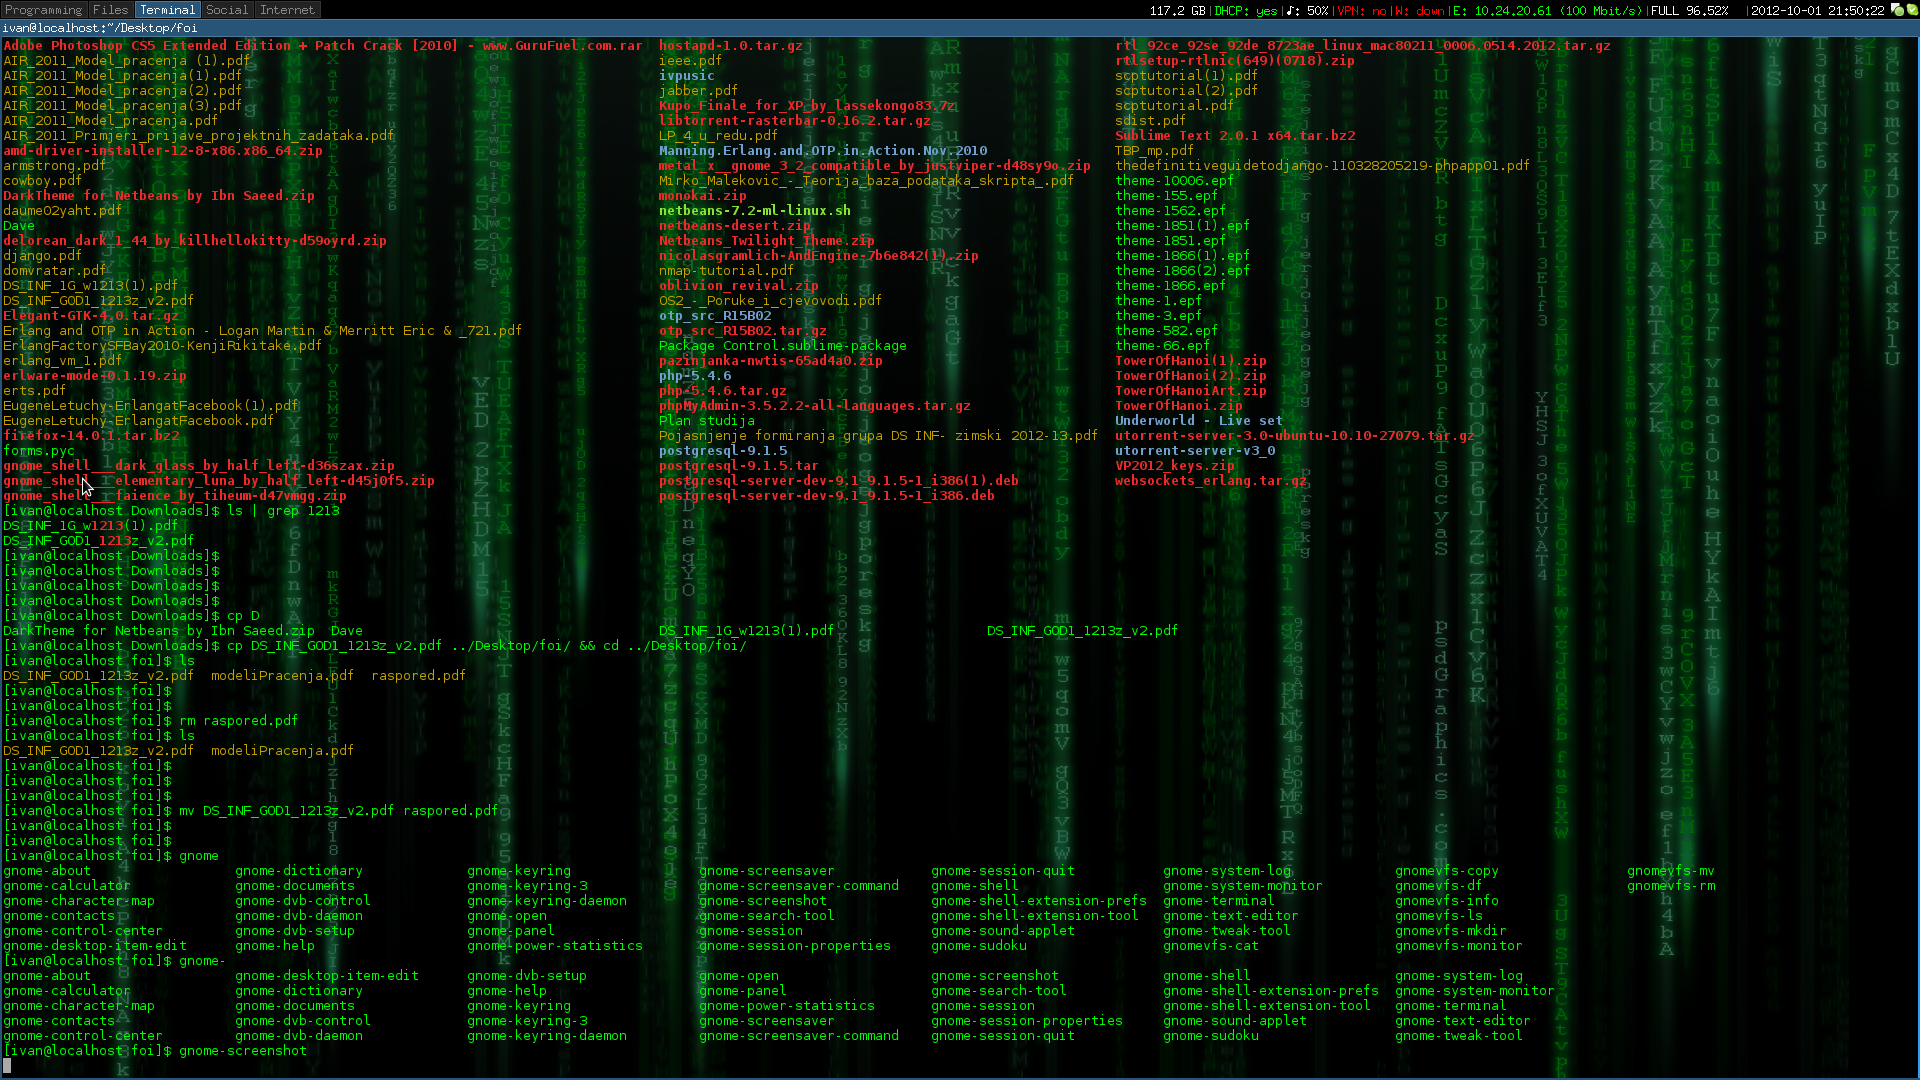 Programming Files Terminal Social Internet 117.2 GB|DHCP: yes|♪: 50%|VPN: no|W: down|E: 10.24.20.61 (100 Mbit/s)|FULL 96.52% |2012-10-01 21:50:22
ivan@localhost:~/Desktop/foi
Adobe Photoshop CS5 Extended Edition + Patch Crack [2010] - www.GuruFuel.com.rar hostapd-1.0.tar.gz rtl_92ce_92se_92de_8723ae_linux_mac80211_0006.0514.2012.tar.gz
AIR_2011_Model_pracenja (1).pdf ieee.pdf rtlsetup-rtlnic(649)(0718).zip
AIR_2011_Model_pracenja(1).pdf ivpusic scptutorial(1).pdf
AIR_2011_Model_pracenja(2).pdf jabber.pdf scptutorial(2).pdf
AIR_2011_Model_pracenja(3).pdf Kupo_Finale_for_XP_by_lassekongo83.7z scptutorial.pdf
AIR_2011_Model_pracenja.pdf libtorrent-rasterbar-0.16.2.tar.gz sdist.pdf
AIR_2011_Primjeri_prijave_projektnih_zadataka.pdf LP_4_u_redu.pdf Sublime Text 2.0.1 x64.tar.bz2
amd-driver-installer-12-8-x86.x86_64.zip Manning.Erlang.and.OTP.in.Action.Nov.2010 TBP_mp.pdf
armstrong.pdf metal_x__gnome_3_2_compatible_by_justviper-d48sy9o.zip thedefinitiveguidetodjango-110328205219-phpapp01.pdf
cowboy.pdf Mirko_Malekovic_-_Teorija_baza_podataka_skripta_.pdf theme-10006.epf
DarkTheme for Netbeans by Ibn Saeed.zip monokai.zip theme-155.epf
daume02yaht.pdf netbeans-7.2-ml-linux.sh theme-1562.epf
Dave netbeans-desert.zip theme-1851(1).epf
delorean_dark_1_44_by_killhellokitty-d59oyrd.zip Netbeans_Twilight_Theme.zip theme-1851.epf
django.pdf nicolasgramlich-AndEngine-7b6e842(1).zip theme-1866(1).epf
domvratar.pdf nmap-tutorial.pdf theme-1866(2).epf
DS_INF_1G_w1213(1).pdf oblivion_revival.zip theme-1866.epf
DS_INF_GOD1_1213z_v2.pdf OS2_-_Poruke_i_cjevovodi.pdf theme-1.epf
Elegant-GTK-4.0.tar.gz otp_src_R15B02 theme-3.epf
Erlang and OTP in Action - Logan Martin & Merritt Eric & _721.pdf otp_src_R15B02.tar.gz theme-582.epf
ErlangFactorySFBay2010-KenjiRikitake.pdf Package Control.sublime-package theme-66.epf
erlang_vm_1.pdf pazinjanka-nwtis-65ad4a0.zip TowerOfHanoi(1).zip
erlware-mode-0.1.19.zip php-5.4.6 TowerOfHanoi(2).zip
erts.pdf php-5.4.6.tar.gz TowerOfHanoiArt.zip
EugeneLetuchy-ErlangatFacebook(1).pdf phpMyAdmin-3.5.2.2-all-languages.tar.gz TowerOfHanoi.zip
EugeneLetuchy-ErlangatFacebook.pdf Plan studija Underworld - Live set
firefox-14.0.1.tar.bz2 Pojasnjenje formiranja grupa DS INF- zimski 2012-13.pdf utorrent-server-3.0-ubuntu-10.10-27079.tar.gz
forms.pyc postgresql-9.1.5 utorrent-server-v3_0
gnome_shell___dark_glass_by_half_left-d36szax.zip postgresql-9.1.5.tar VP2012_keys.zip
gnome_shell___elementary_luna_by_half_left-d45j0f5.zip postgresql-server-dev-9.1_9.1.5-1_i386(1).deb websockets_erlang.tar.gz
gnome_shell___faience_by_tiheum-d47vmgg.zip postgresql-server-dev-9.1_9.1.5-1_i386.deb
[ivan@localhost Downloads]$ ls | grep 1213
DS_INF_1G_w1213(1).pdf
DS_INF_GOD1_1213z_v2.pdf
[ivan@localhost Downloads]$
[ivan@localhost Downloads]$
[ivan@localhost Downloads]$
[ivan@localhost Downloads]$
[ivan@localhost Downloads]$ cp D
DarkTheme for Netbeans by Ibn Saeed.zip Dave DS_INF_1G_w1213(1).pdf DS_INF_GOD1_1213z_v2.pdf
[ivan@localhost Downloads]$ cp DS_INF_GOD1_1213z_v2.pdf ../Desktop/foi/ && cd ../Desktop/foi/
[ivan@localhost foi]$ ls
DS_INF_GOD1_1213z_v2.pdf modeliPracenja.pdf raspored.pdf
[ivan@localhost foi]$
[ivan@localhost foi]$
[ivan@localhost foi]$ rm raspored.pdf
[ivan@localhost foi]$ ls
DS_INF_GOD1_1213z_v2.pdf modeliPracenja.pdf
[ivan@localhost foi]$
[ivan@localhost foi]$
[ivan@localhost foi]$
[ivan@localhost foi]$ mv DS_INF_GOD1_1213z_v2.pdf raspored.pdf
[ivan@localhost foi]$
[ivan@localhost foi]$
[ivan@localhost foi]$ gnome
gnome-about gnome-dictionary gnome-keyring gnome-screensaver gnome-session-quit gnome-system-log gnomevfs-copy gnomevfs-mv
gnome-calculator gnome-documents gnome-keyring-3 gnome-screensaver-command gnome-shell gnome-system-monitor gnomevfs-df gnomevfs-rm
gnome-character-map gnome-dvb-control gnome-keyring-daemon gnome-screenshot gnome-shell-extension-prefs gnome-terminal gnomevfs-info
gnome-contacts gnome-dvb-daemon gnome-open gnome-search-tool gnome-shell-extension-tool gnome-text-editor gnomevfs-ls
gnome-control-center gnome-dvb-setup gnome-panel gnome-session gnome-sound-applet gnome-tweak-tool gnomevfs-mkdir
gnome-desktop-item-edit gnome-help gnome-power-statistics gnome-session-properties gnome-sudoku gnomevfs-cat gnomevfs-monitor
[ivan@localhost foi]$ gnome-
gnome-about gnome-desktop-item-edit gnome-dvb-setup gnome-open gnome-screenshot gnome-shell gnome-system-log
gnome-calculator gnome-dictionary gnome-help gnome-panel gnome-search-tool gnome-shell-extension-prefs gnome-system-monitor
gnome-character-map gnome-documents gnome-keyring gnome-power-statistics gnome-session gnome-shell-extension-tool gnome-terminal
gnome-contacts gnome-dvb-control gnome-keyring-3 gnome-screensaver gnome-session-properties gnome-sound-applet gnome-text-editor
gnome-control-center gnome-dvb-daemon gnome-keyring-daemon gnome-screensaver-command gnome-session-quit gnome-sudoku gnome-tweak-tool
[ivan@localhost foi]$ gnome-screenshot
psdGraphics.com